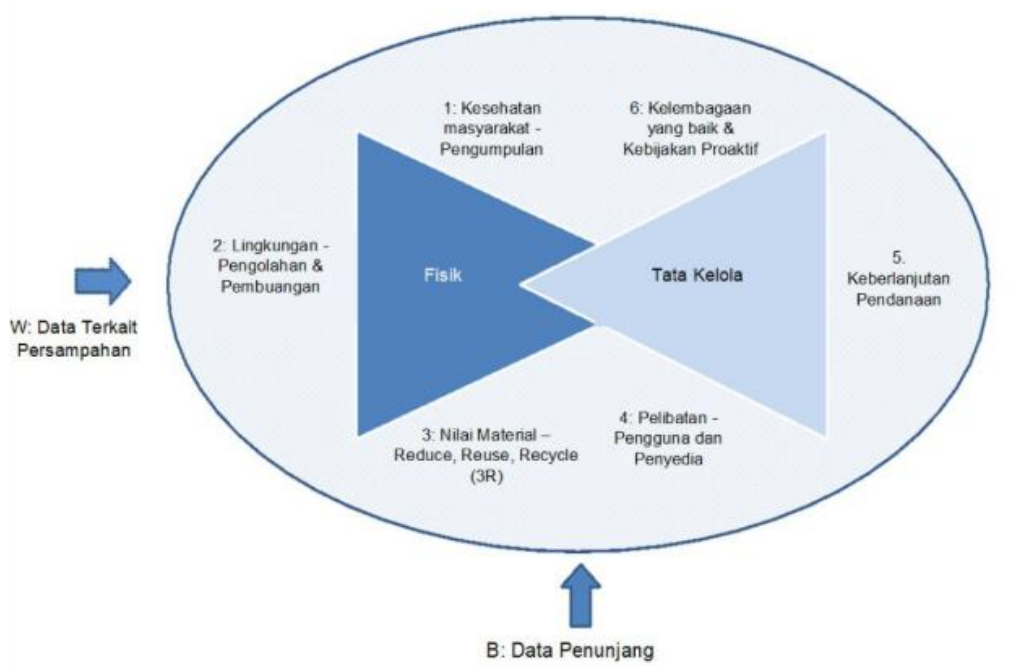 1: Kesehatan
masyarakat -
Pengumpulan
6: Kelembagaan
yang baik &
Kebijakan Proaktif
2: Lingkungan -
Pengolahan &
Pembuangan
Fisik
Tata Kelola
5.
Keberlanjutan
Pendanaan
W: Data Terkait
Persampahan
3: Nilai Material –
Reduce, Reuse, Recycle
(3R)
4: Pelibatan -
Pengguna dan
Penyedia
B: Data Penunjang